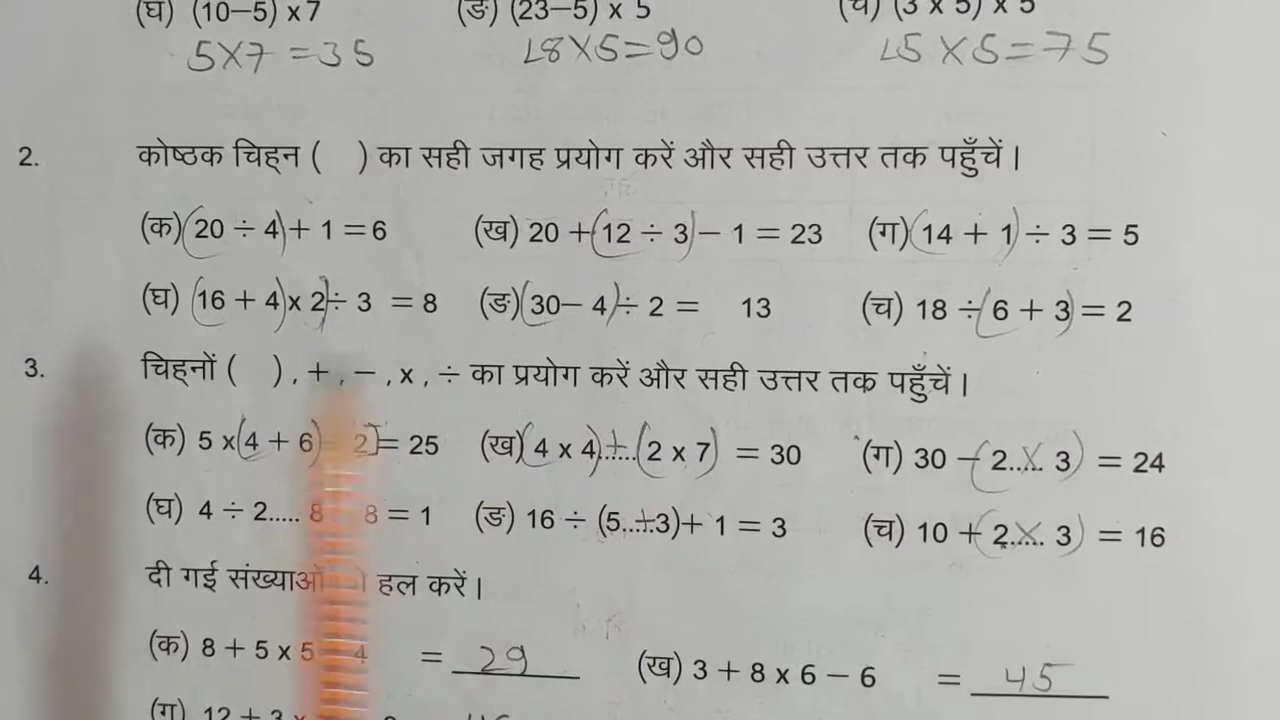 (घ) (10–5) x 7 (ङ) (23–5) x 5 (च) (3 x 5) x 5
5X7 = 35 18X5=90 15 X5=75
2. कोष्ठक चिह्न ( ) का सही जगह प्रयोग करें और सही उत्तर तक पहुँचें।
(क) (20 ÷ 4) + 1 = 6 (ख) 20 + (12 ÷ 3) – 1 = 23 (ग) (14 + 1) ÷ 3 = 5
(घ) (16 + 4) x 2] ÷ 3 = 8 (ङ) (30– 4) ÷ 2 = 13 (च) 18 ÷ (6 + 3) = 2
3. चिह्नों ( ), +, –, x, ÷ का प्रयोग करें और सही उत्तर तक पहुँचें।
(क) 5 x (4 + 6) 2] = 25 (ख) (4 x 4)..+..(2 x 7) = 30 (ग) 30 – (2..X.. 3) = 24
(घ) 4 ÷ 2..... 8 8 = 1 (ङ) 16 ÷ (5..+..3) + 1 = 3 (च) 10 + (2..X.. 3) = 16
4. दी गई संख्याओं हल करें।
(क) 8 + 5 x 5 4 = 29 (ख) 3 + 8 x 6 – 6 = 45
(ग) 12 + 3 x